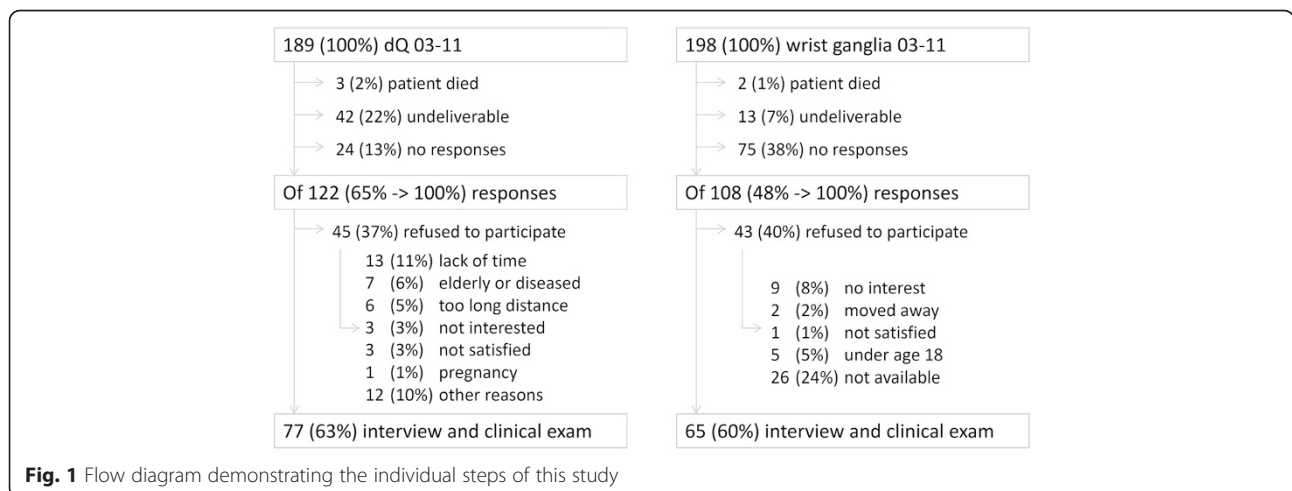 189 (100%) dQ 03-11
3 (2%) patient died
42 (22%) undeliverable
24 (13%) no responses
Of 122 (65% -> 100%) responses
45 (37%) refused to participate
13 (11%) lack of time
7 (6%) elderly or diseased
6 (5%) too long distance
3 (3%) not interested
3 (3%) not satisfied
1 (1%) pregnancy
12 (10%) other reasons
77 (63%) interview and clinical exam
198 (100%) wrist ganglia 03-11
2 (1%) patient died
13 (7%) undeliverable
75 (38%) no responses
Of 108 (48% -> 100%) responses
43 (40%) refused to participate
9 (8%) no interest
2 (2%) moved away
1 (1%) not satisfied
5 (5%) under age 18
26 (24%) not available
65 (60%) interview and clinical exam
Fig. 1 Flow diagram demonstrating the individual steps of this study